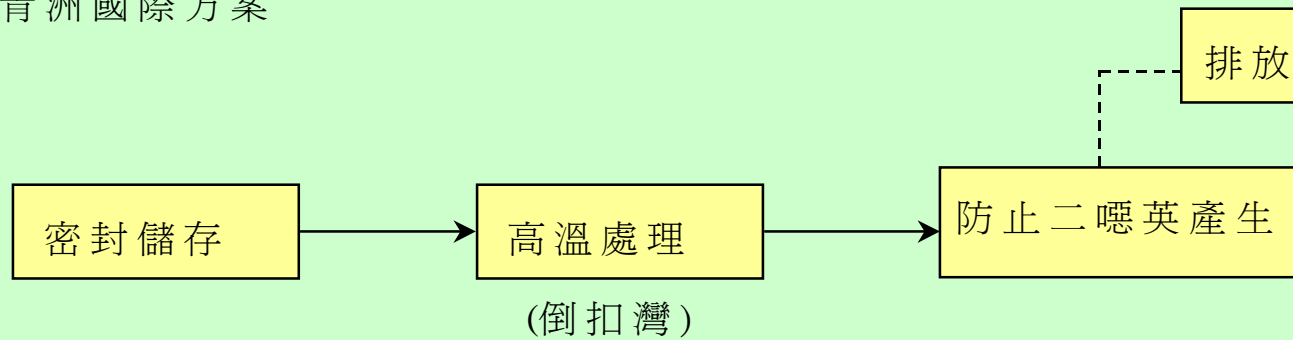 青洲國際方案
排放
密封儲存
高溫處理
防止二噁英產生
(倒扣灣)